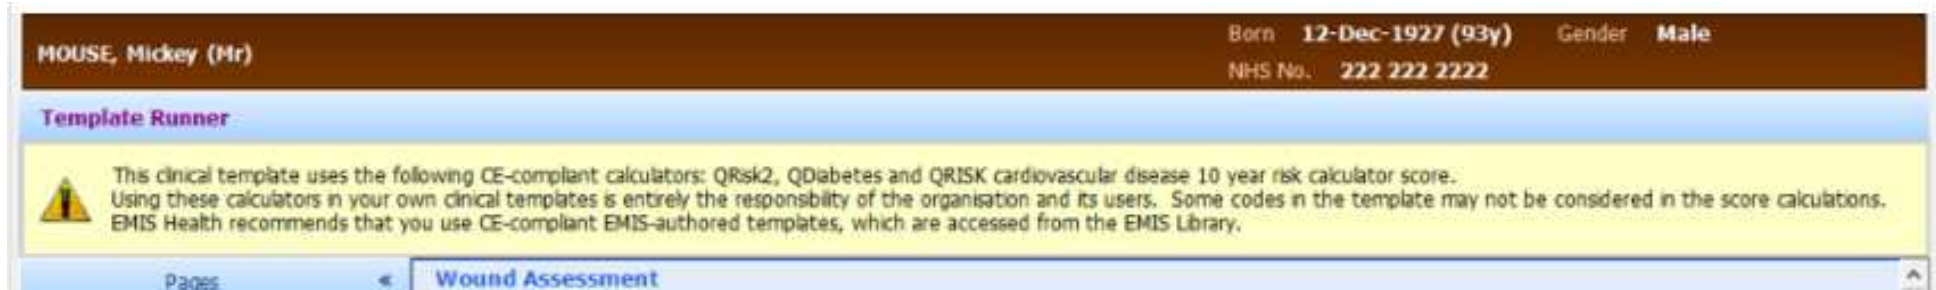 MOUSE, Mickey (Mr)
Born 12-Dec-1927 (93y) Gender Male
NHS No. 222 222 2222
Template Runner
This clinical template uses the following CE-compliant calculators: QRisk2, QDiabetes and QRISK cardiovascular disease 10 year risk calculator score.
Using these calculators in your own clinical templates is entirely the responsibility of the organisation and its users. Some codes in the template may not be considered in the score calculations.
EMIS Health recommends that you use CE-compliant EMIS-authored templates, which are accessed from the EMIS Library.
Pages « Wound Assessment